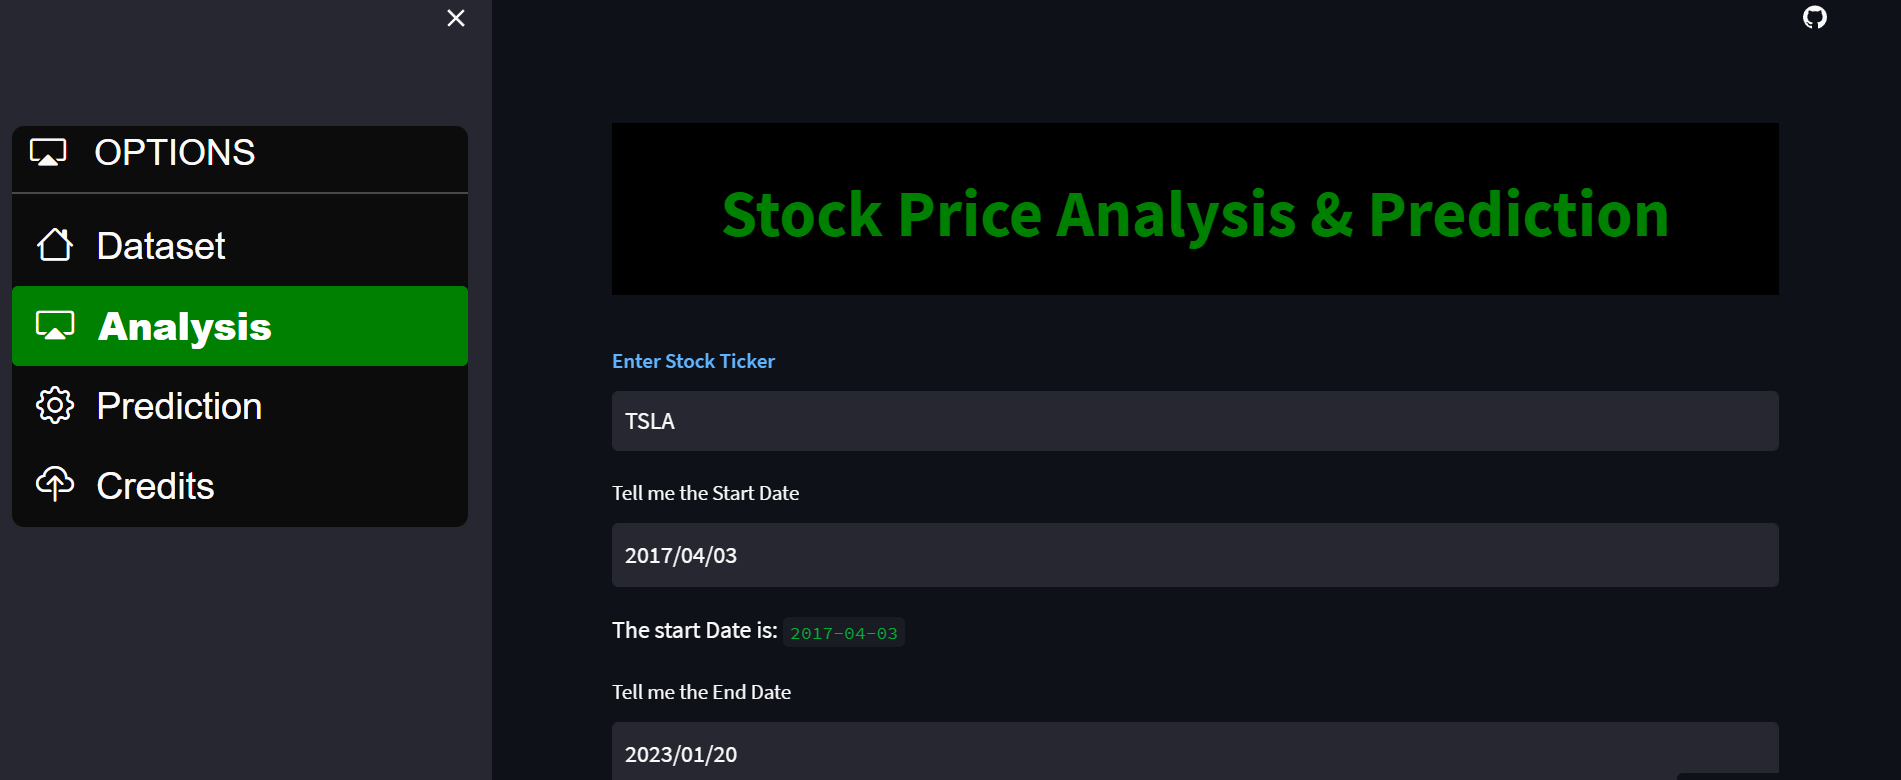 OPTIONS
Dataset
Analysis
Prediction
Credits
Stock Price Analysis & Prediction
Enter Stock Ticker
TSLA
Tell me the Start Date
2017/04/03
The start Date is: 2017-04-03
Tell me the End Date
2023/01/20